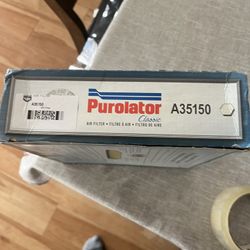 Purolator
Classic
A35150
AIR FILTER • FILTRE À AIR • FILTRO DE AIRE